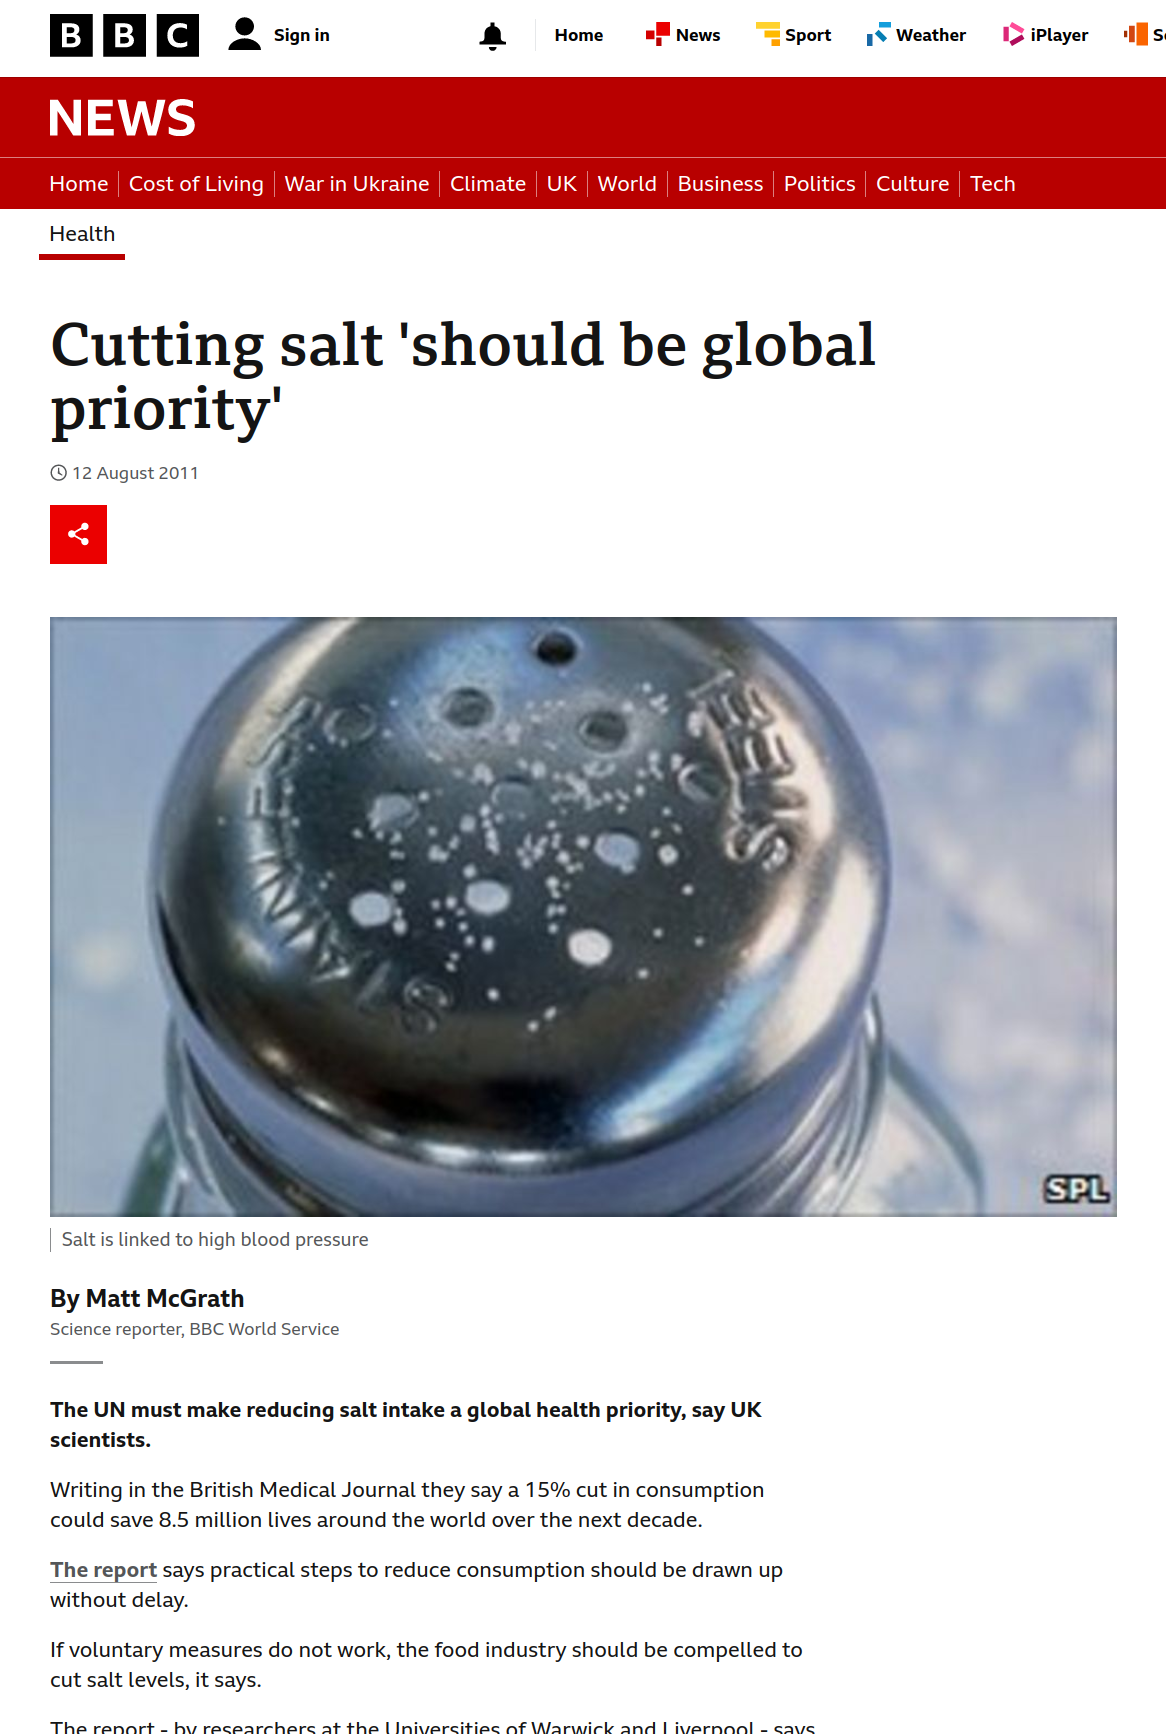 BBC Sign in Home News Sport Weather iPlayer
NEWS
Home Cost of Living War in Ukraine Climate UK World Business Politics Culture Tech
Health
Cutting salt 'should be global
priority'
12 August 2011
SPL
Salt is linked to high blood pressure
By Matt McGrath
Science reporter, BBC World Service
The UN must make reducing salt intake a global health priority, say UK
scientists.
Writing in the British Medical Journal they say a 15% cut in consumption
could save 8.5 million lives around the world over the next decade.
The report says practical steps to reduce consumption should be drawn up
without delay.
If voluntary measures do not work, the food industry should be compelled to
cut salt levels, it says.
The report - by researchers at the Universities of Warwick and Liverpool - says